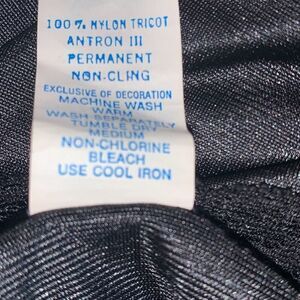 100% NYLON TRICOT
ANTRON III
PERMANENT
NON-CLING
EXCLUSIVE OF DECORATION
MACHINE WASH
WARM
WASH SEPARATELY
TUMBLE DRY
MEDIUM
NON-CHLORINE
BLEACH
USE COOL IRON